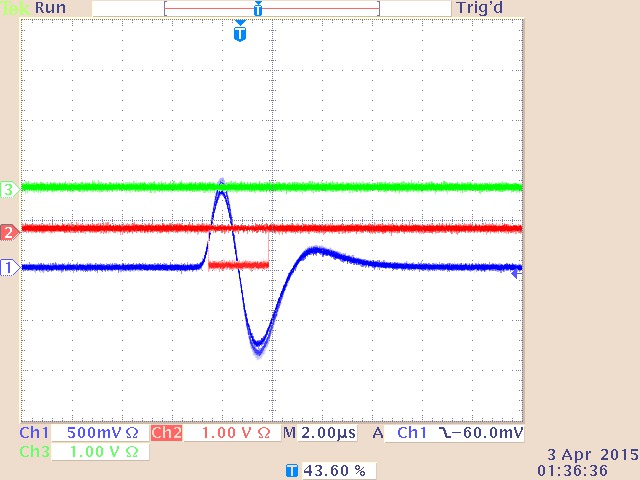 Tek Run Trig'd
T
T
3
2
1
Ch1 500mV Ω Ch2 1.00 V Ω M 2.00µs A Ch1 −60.0mV
Ch3 1.00 V Ω
T 43.60 %
3 Apr 2015
01:36:36